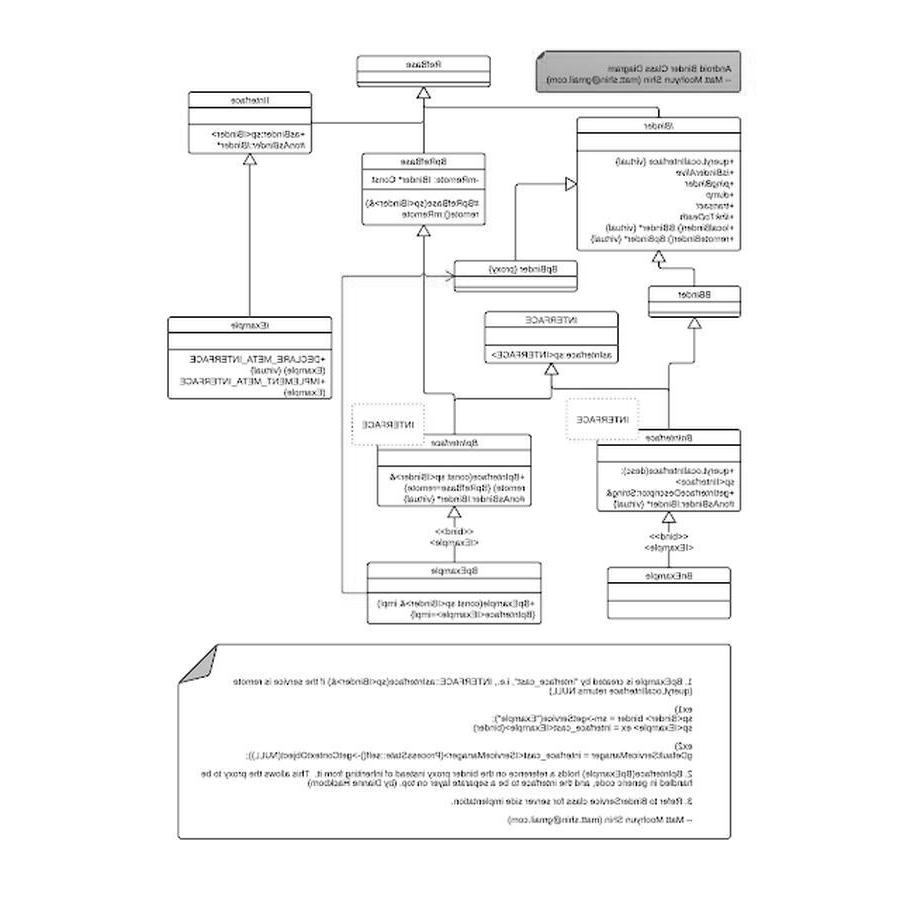 Android Binder Class Diagram
-- Matt Moohyun Shin (matt.shin@gmail.com)
RefBase
IInterface
+asBinder:sp<IBinder>
#onAsBinder:IBinder*
IBinder
+queryLocalInterface {virtual}
+isBinderAlive
+pingBinder
+dump
+transact
+linkToDeath
+localBinder() BBinder* {virtual}
+remoteBinder() BpBinder* {virtual}
BpRefBase
-mRemote: IBinder* Const
#BpRefBase(sp<IBinder>&)
remote() mRemote
BpBinder {proxy}
BBinder
INTERFACE
asInterface:sp<INTERFACE>
IExample
+DECLARE_META_INTERFACE
(Example) {virtual}
+IMPLEMENT_META_INTERFACE
(Example)
INTERFACE
BpInterface
+BpInterface(const sp<IBinder>&
remote) {BpRefBase=remote}
#onAsBinder:IBinder* {virtual}
INTERFACE
BnInterface
+queryLocalInterface(desc);
sp<IInterface>
+getInterfaceDescriptor:String&
#onAsBinder:IBinder* {virtual}
<<bind>>
<IExample>
<<bind>>
<IExample>
BpExample
+BpExample(const sp<IBinder>& impl)
{BpInterface<IExample>=impl}
BnExample
1. BpExample is created by "interface_cast", i.e., INTERFACE::asInterface(sp<IBinder>&) if the service is remote
(queryLocalInterface returns NULL)
ex1)
sp<IBinder> binder = sm->getService("Example");
sp<IExample> ex = interface_cast<IExample>(binder)
ex2)
gDefaultServiceManager = interface_cast<IServiceManager>(ProcessState::self()->getContextObject(NULL));
2. BpInterface(BpExample) holds a reference on the binder proxy instead of inheriting from it. This allows the proxy to be
handled in generic code, and the interface to be a separate layer on top. (by Dianne Hackborn)
3. Refer to BinderService class for server side implementation.
-- Matt Moohyun Shin (matt.shin@gmail.com)